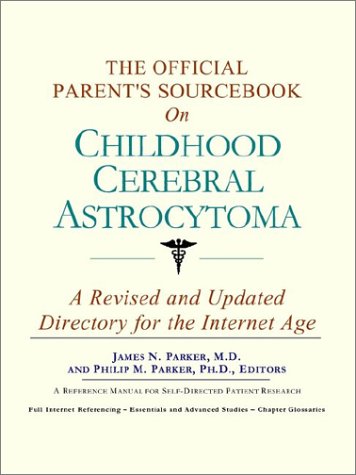 THE OFFICIAL
PARENT'S SOURCEBOOK
On
CHILDHOOD
CEREBRAL
ASTROCYTOMA
A Revised and Updated
Directory for the Internet Age
JAMES N. PARKER, M.D.
AND PHILIP M. PARKER, PH.D., EDITORS
A REFERENCE MANUAL FOR SELF-DIRECTED PATIENT RESEARCH
Full Internet Referencing ~ Essentials and Advanced Studies ~ Chapter Glossaries